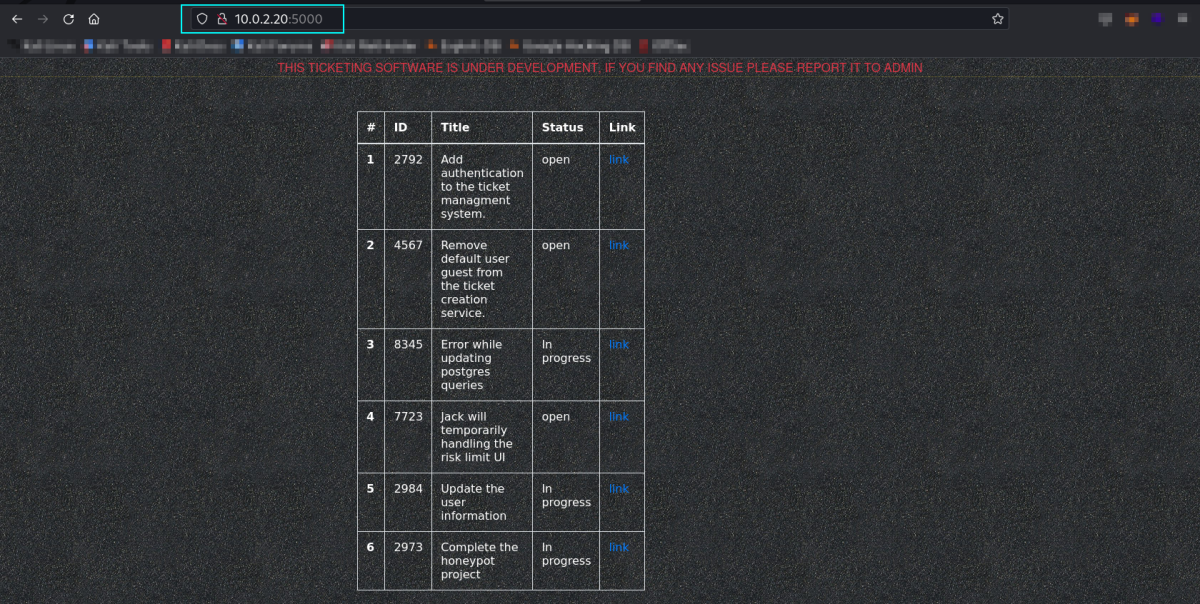 10.0.2.20:5000
THIS TICKETING SOFTWARE IS UNDER DEVELOPMENT; IF YOU FIND ANY ISSUE PLEASE REPORT IT TO ADMIN
# ID Title Status Link
1 2792 Add open link
authentication
to the ticket
managment
system.
2 4567 Remove open link
default user
guest from
the ticket
creation
service.
3 8345 Error while In link
updating progress
postgres
queries
4 7723 Jack will open link
temporarily
handling the
risk limit UI
5 2984 Update the In link
user progress
information
6 2973 Complete the In link
honeypot progress
project